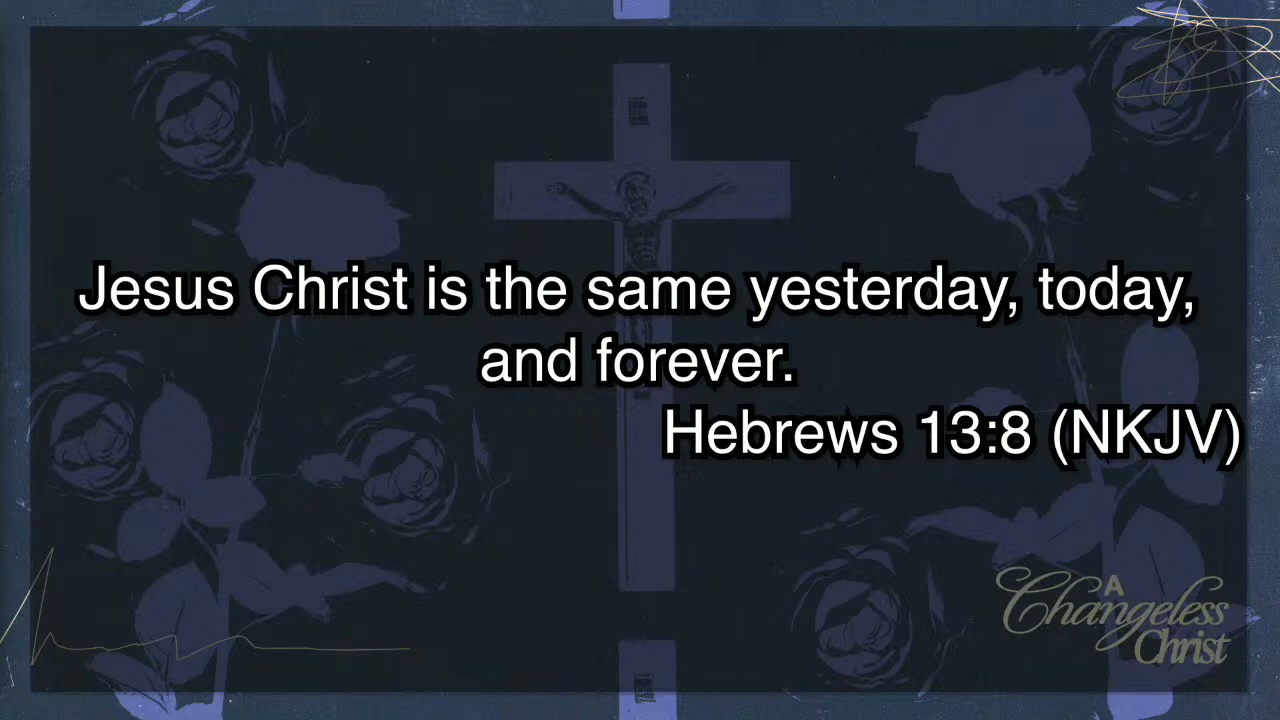 Jesus Christ is the same yesterday, today,
and forever.
Hebrews 13:8 (NKJV)
A
Changeless
Christ